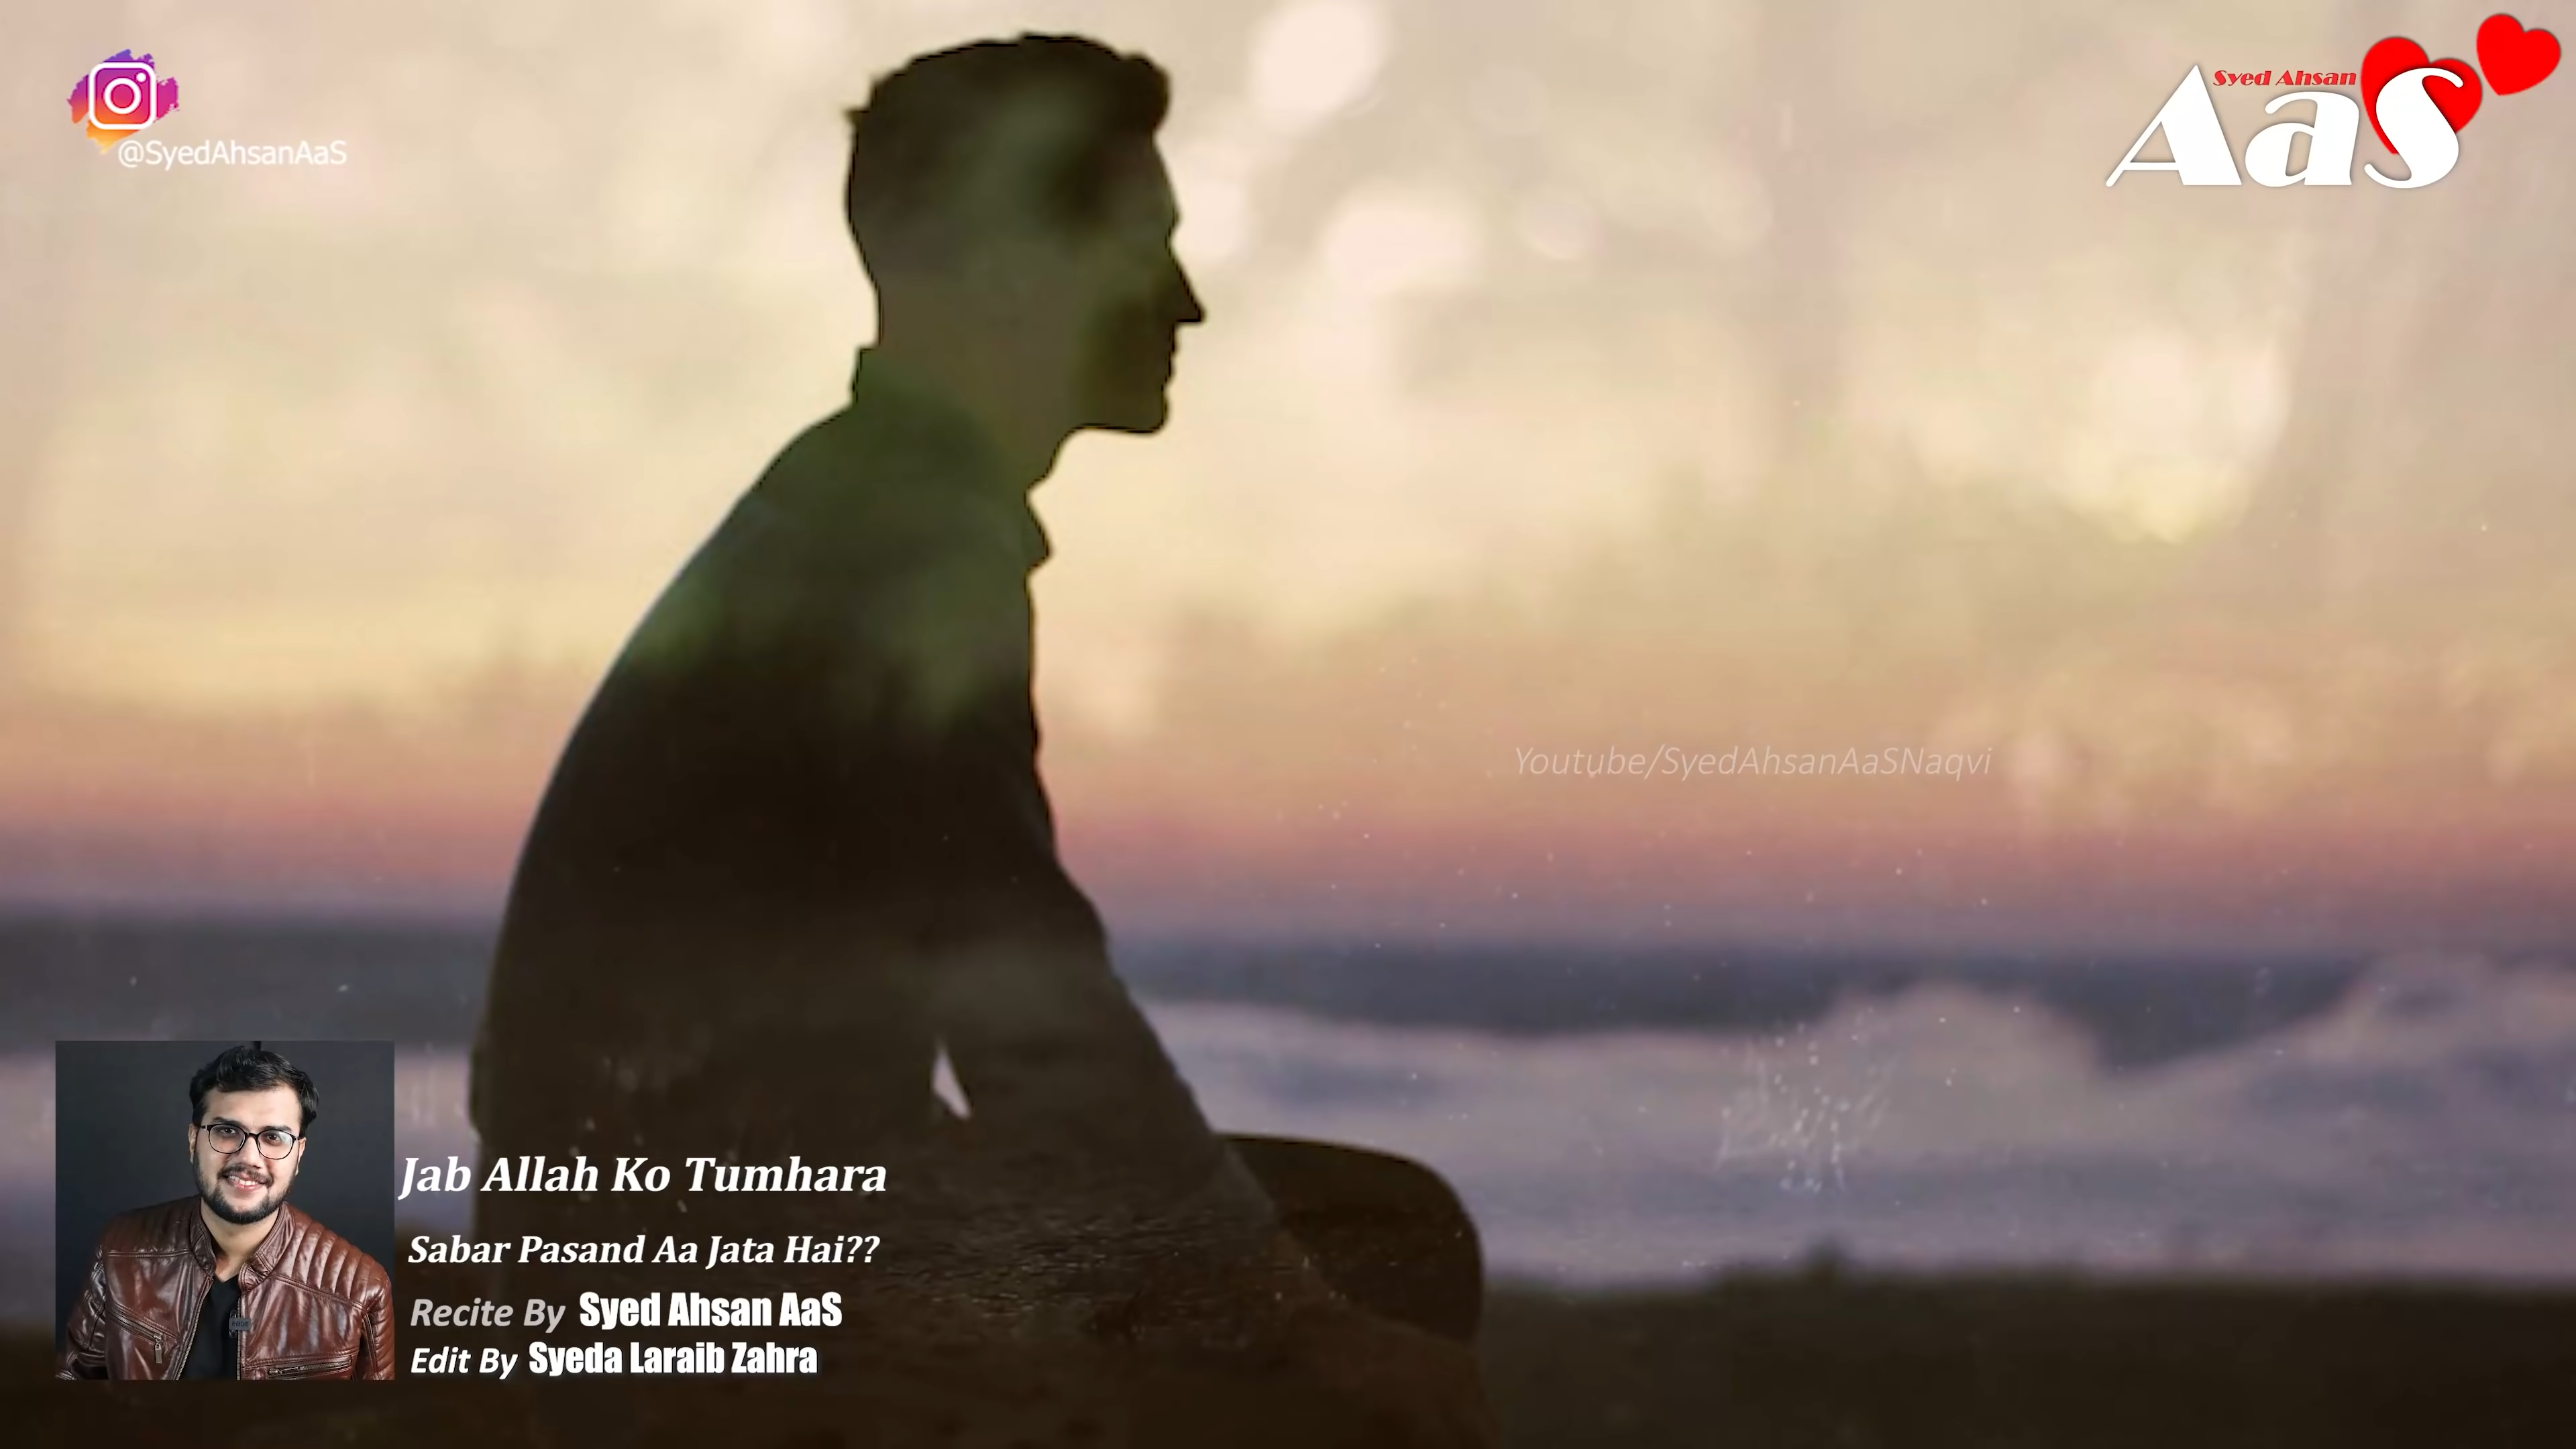 @SyedAhsanAaS
Syed Ahsan
AaS
Youtube/SyedAhsanAaSNaqvi
Jab Allah Ko Tumhara
Sabar Pasand Aa Jata Hai??
Recite By Syed Ahsan AaS
Edit By Syeda Laraib Zahra